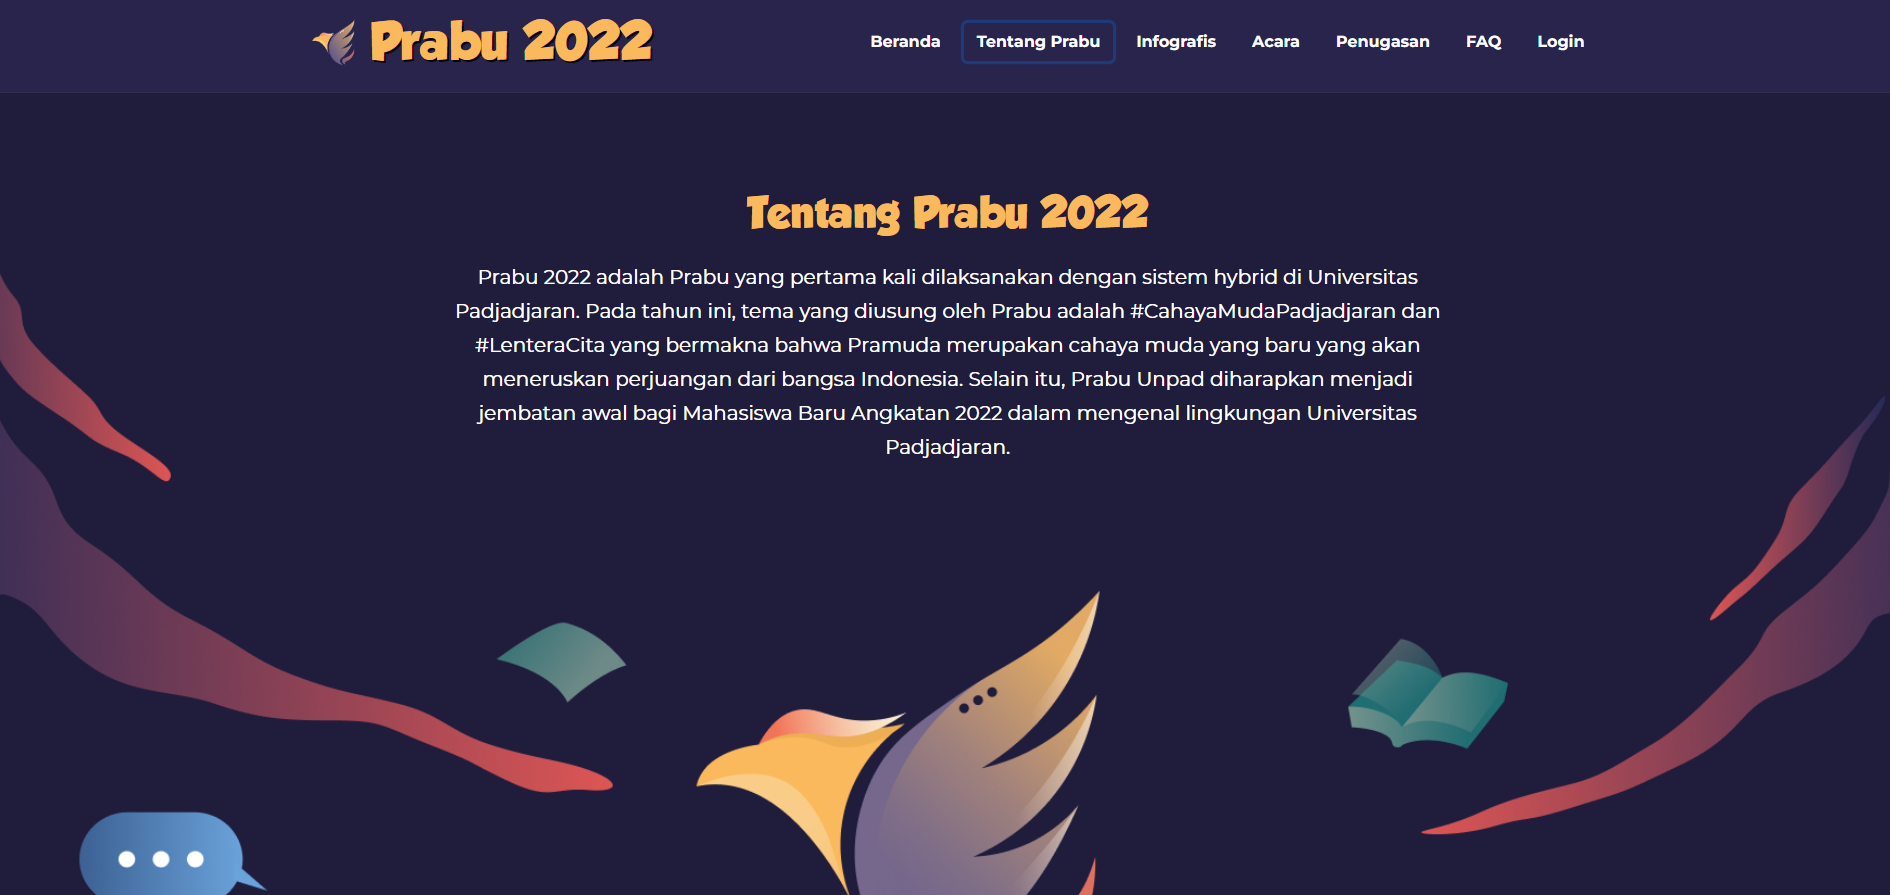 Prabu 2022
Beranda
Tentang Prabu
Infografis
Acara
Penugasan
FAQ
Login
Tentang Prabu 2022
Prabu 2022 adalah Prabu yang pertama kali dilaksanakan dengan sistem hybrid di Universitas
Padjadjaran. Pada tahun ini, tema yang diusung oleh Prabu adalah #CahayaMudaPadjadjaran dan
#LenteraCita yang bermakna bahwa Pramuda merupakan cahaya muda yang baru yang akan
meneruskan perjuangan dari bangsa Indonesia. Selain itu, Prabu Unpad diharapkan menjadi
jembatan awal bagi Mahasiswa Baru Angkatan 2022 dalam mengenal lingkungan Universitas
Padjadjaran.